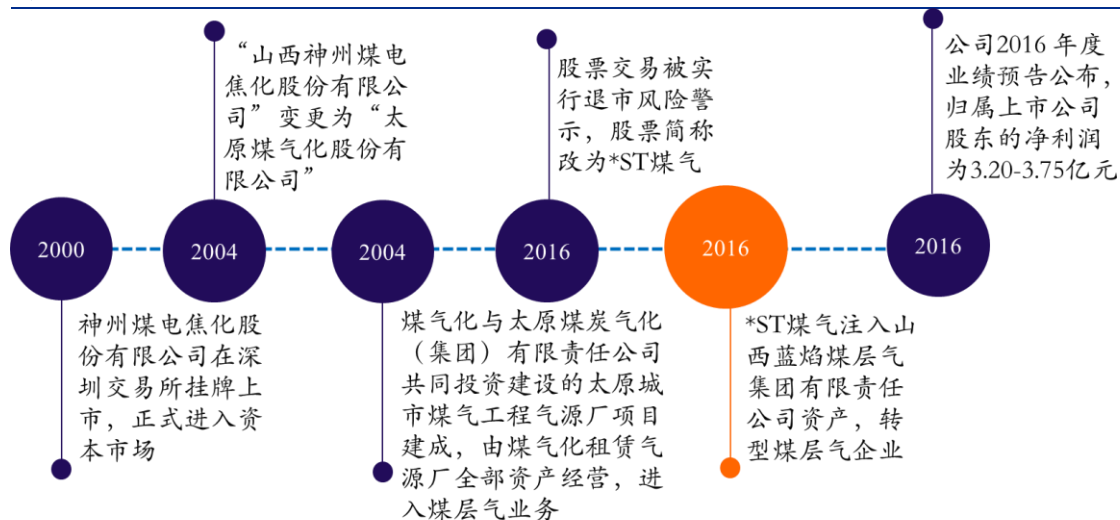 “山西神州煤电
焦化股份有限公
司”变更为“太
原煤气化股份有
限公司”
股票交易被实
行退市风险警
示，股票简称
改为*ST煤气
公司2016 年度
业绩预告公布，
归属上市公司
股东的净利润
为3.20-3.75亿元
2000
2004
2004
2016
2016
2016
神州煤电焦化股
份有限公司在深
圳交易所挂牌上
市，正式进入资
本市场
煤气化与太原煤炭气化
（集团）有限责任公司
共同投资建设的太原城
市煤气工程气源厂项目
建成，由煤气化租赁气
源厂全部资产经营，进
入煤层气业务
*ST煤气注入山
西蓝焰煤层气
集团有限责任
公司资产，转
型煤层气企业